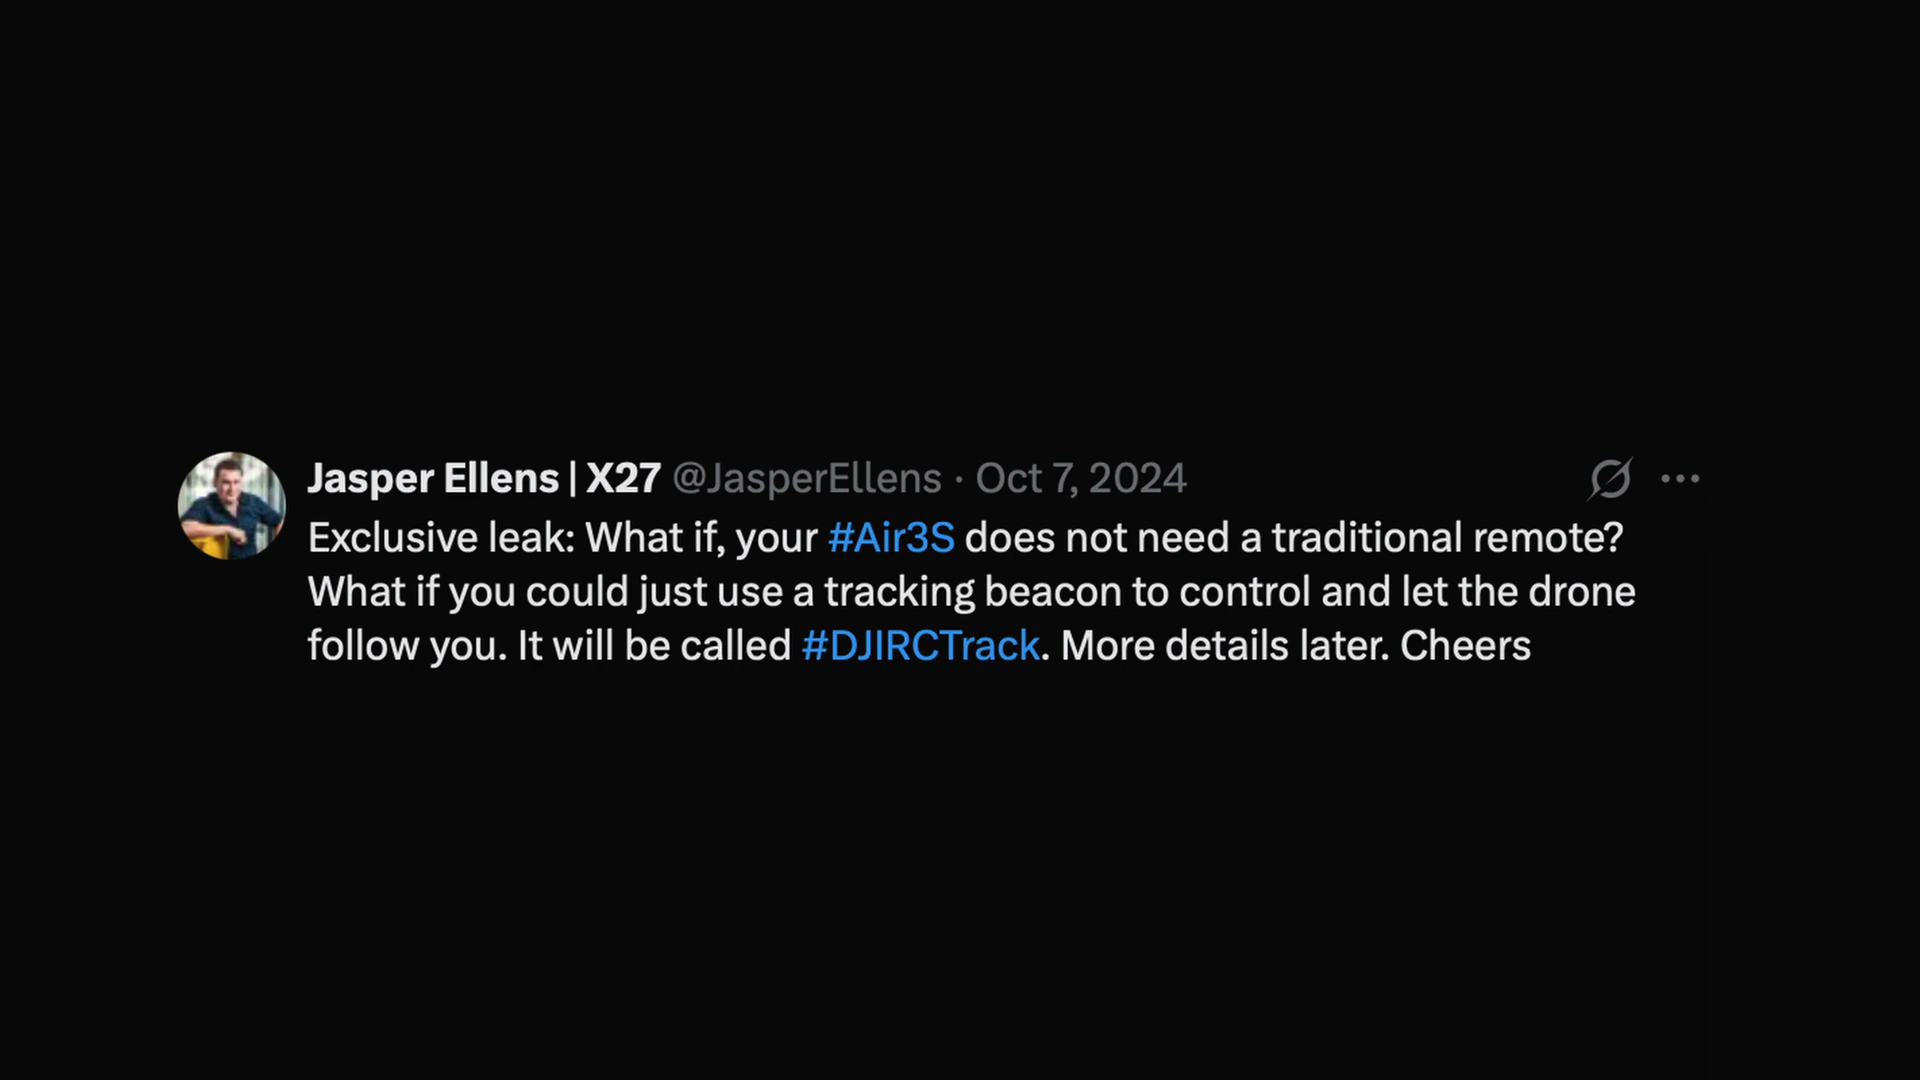 Jasper Ellens | X27 @JasperEllens · Oct 7, 2024
Exclusive leak: What if, your #Air3S does not need a traditional remote?
What if you could just use a tracking beacon to control and let the drone
follow you. It will be called #DJIRCTrack. More details later. Cheers